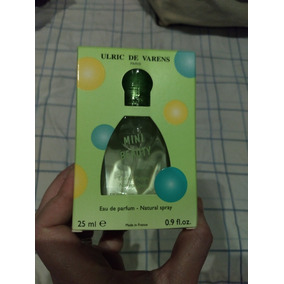 ULRIC DE VARENS
PARIS
MINI
Eau de parfum - Natural spray
25 ml e
Made in France
0.9 fl.oz.